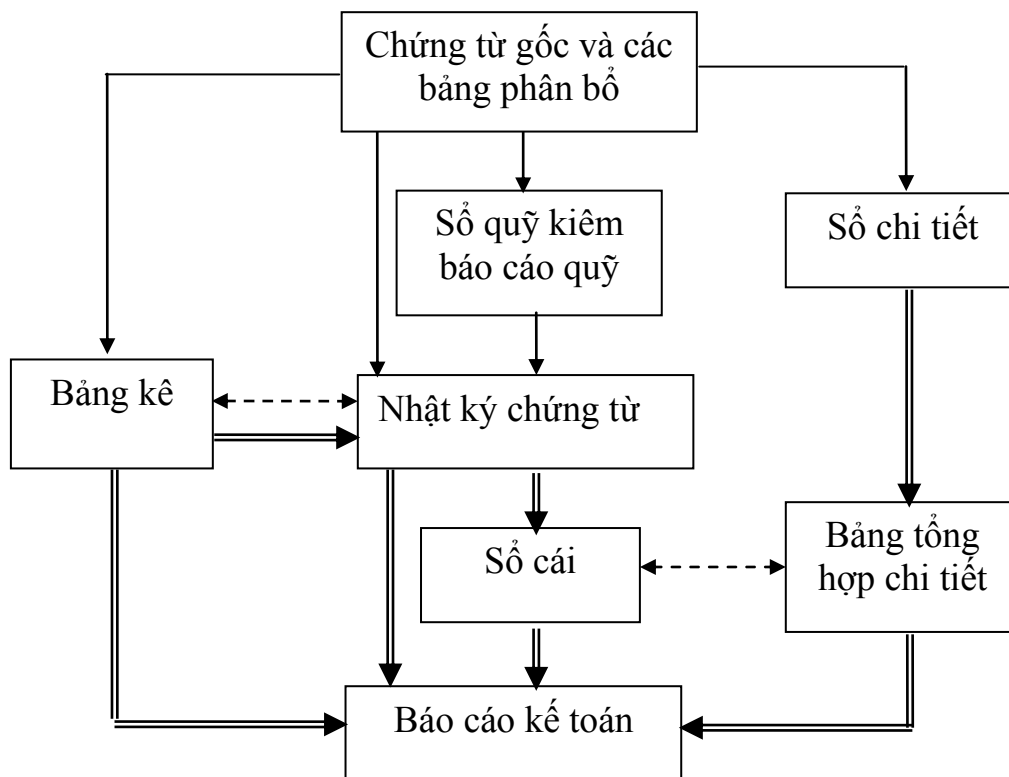 Chứng từ gốc và các
bảng phân bổ
Sổ quỹ kiêm
báo cáo quỹ
Sổ chi tiết
Bảng kê
Nhật ký chứng từ
Sổ cái
Bảng tổng
hợp chi tiết
Báo cáo kế toán